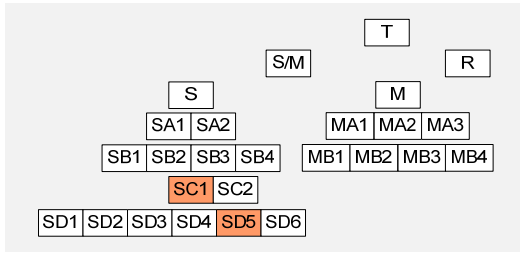 T
S/M R
S M
SA1 SA2 MA1 MA2 MA3
SB1 SB2 SB3 SB4 MB1 MB2 MB3 MB4
SC1 SC2
SD1 SD2 SD3 SD4 SD5 SD6